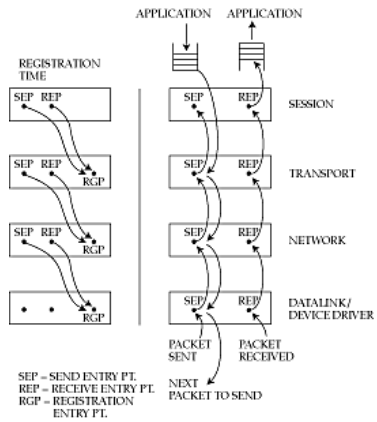 APPLICATION APPLICATION
REGISTRATION
TIME
SEP REP SEP REP SESSION
SEP REP RGP SEP REP TRANSPORT
SEP REP RGP SEP REP NETWORK
RGP SEP REP DATALINK/
DEVICE DRIVER
PACKET
SENT
PACKET
RECEIVED
NEXT
PACKET TO SEND
SEP = SEND ENTRY PT.
REP = RECEIVE ENTRY PT.
RGP = REGISTRATION
ENTRY PT.